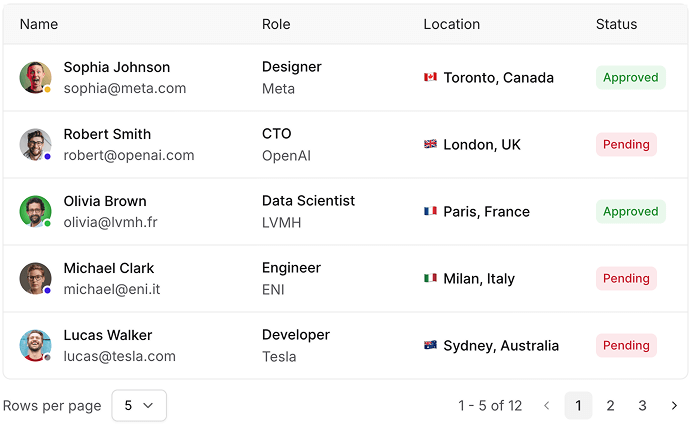 Name Role Location Status
Sophia Johnson Designer Toronto, Canada Approved
sophia@meta.com Meta
Robert Smith CTO London, UK Pending
robert@openai.com OpenAI
Olivia Brown Data Scientist Paris, France Approved
olivia@lvmh.fr LVMH
Michael Clark Engineer Milan, Italy Pending
michael@eni.it ENI
Lucas Walker Developer Sydney, Australia Pending
lucas@tesla.com Tesla
Rows per page 5 1 - 5 of 12 1 2 3